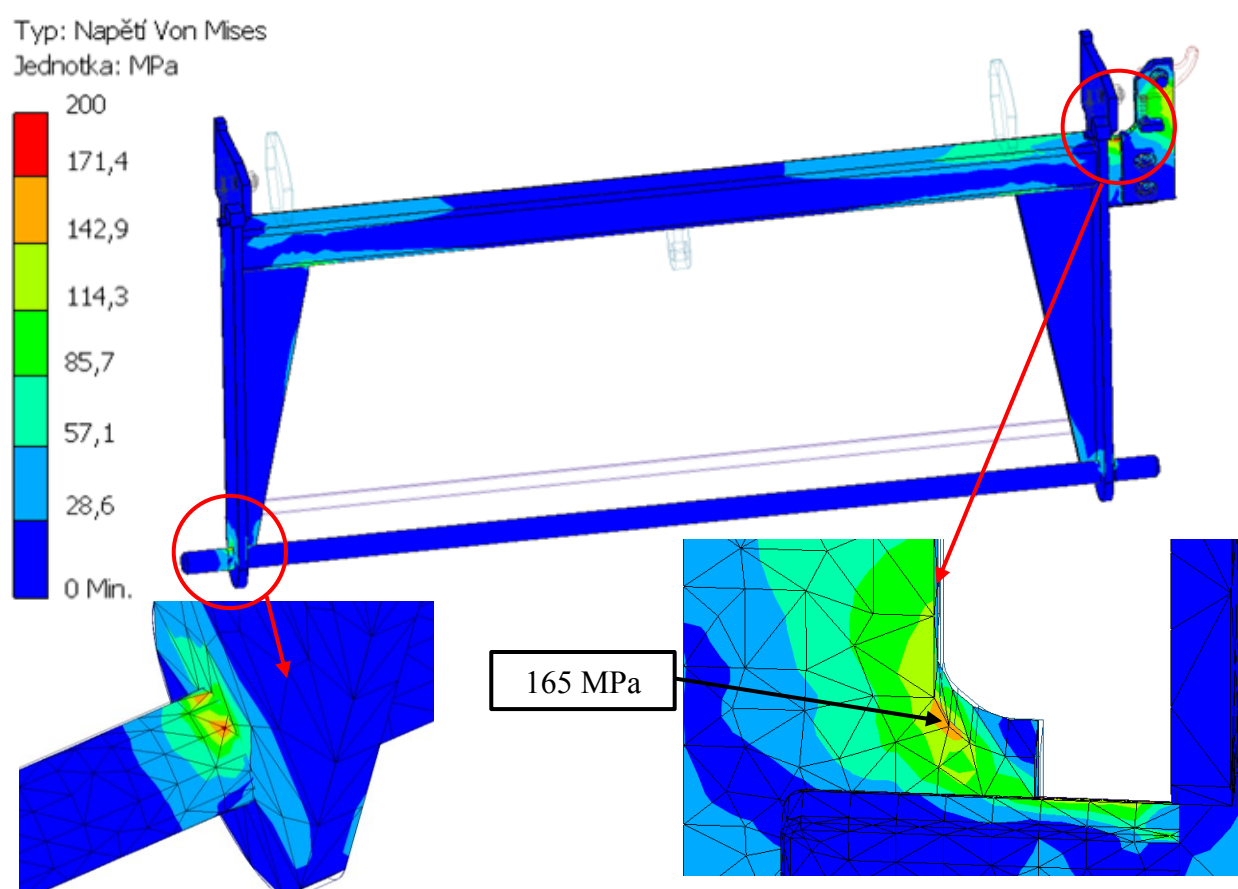 Typ: Napětí Von Mises
Jednotka: MPa
200
171,4
142,9
114,3
85,7
57,1
28,6
0 Min.
165 MPa